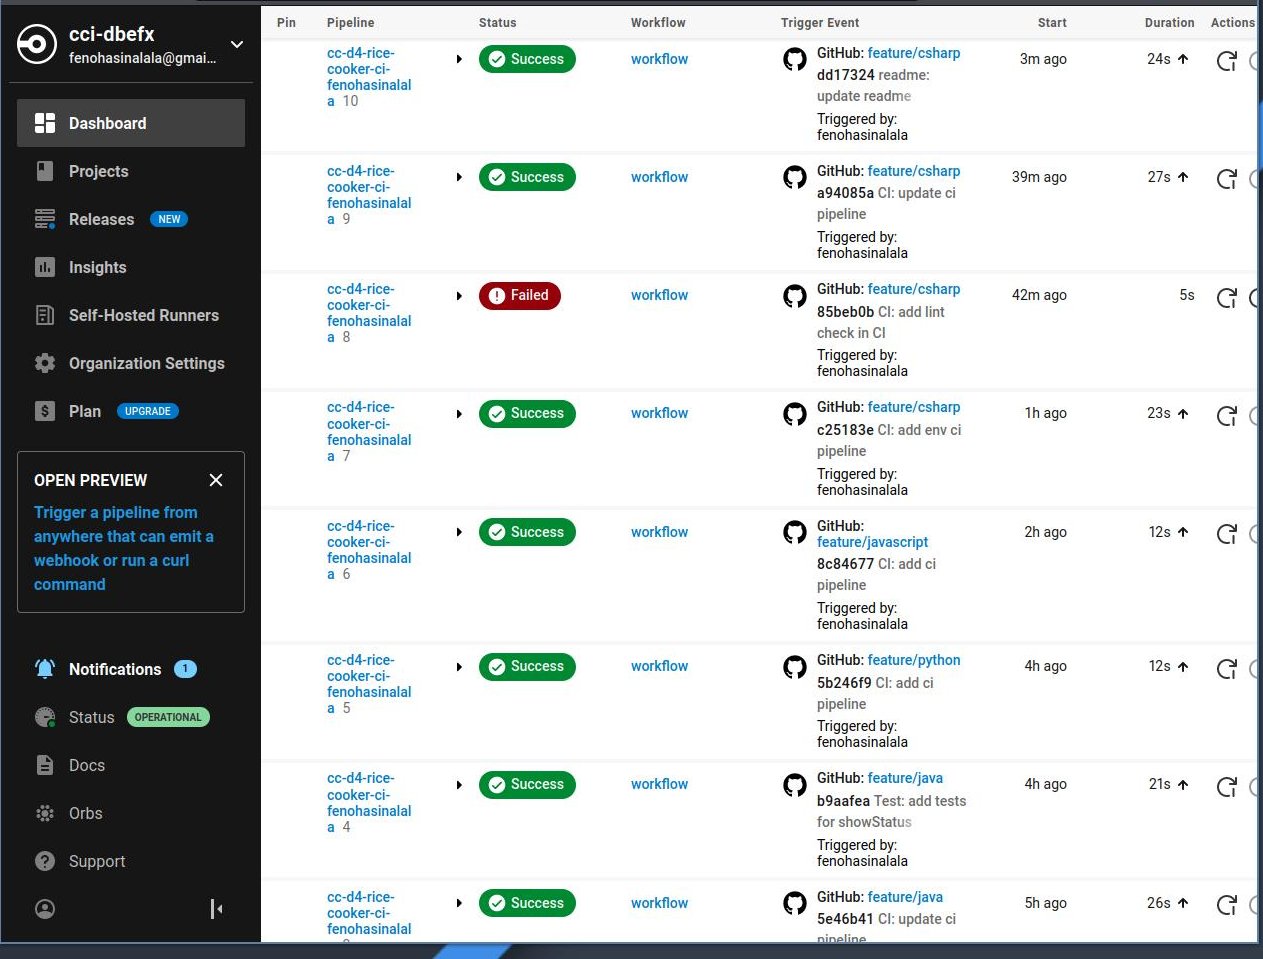 cci-dbefx
fenohasinalala@gmai...
Dashboard
Projects
Releases NEW
Insights
Self-Hosted Runners
Organization Settings
Plan UPGRADE
OPEN PREVIEW
Trigger a pipeline from
anywhere that can emit a
webhook or run a curl
command
Notifications 1
Status OPERATIONAL
Docs
Orbs
Support
Pin Pipeline Status Workflow Trigger Event Start Duration Actions
cc-d4-rice-
cooker-ci-
fenohasinalal
a 10
Success
workflow
GitHub: feature/csharp
dd17324 readme:
update readme
Triggered by:
fenohasinalala
3m ago
24s
cc-d4-rice-
cooker-ci-
fenohasinalal
a 9
Success
workflow
GitHub: feature/csharp
a94085a CI: update ci
pipeline
Triggered by:
fenohasinalala
39m ago
27s
cc-d4-rice-
cooker-ci-
fenohasinalal
a 8
Failed
workflow
GitHub: feature/csharp
85beb0b CI: add lint
check in CI
Triggered by:
fenohasinalala
42m ago
5s
cc-d4-rice-
cooker-ci-
fenohasinalal
a 7
Success
workflow
GitHub: feature/csharp
c25183e CI: add env ci
pipeline
Triggered by:
fenohasinalala
1h ago
23s
cc-d4-rice-
cooker-ci-
fenohasinalal
a 6
Success
workflow
GitHub:
feature/javascript
8c84677 CI: add ci
pipeline
Triggered by:
fenohasinalala
2h ago
12s
cc-d4-rice-
cooker-ci-
fenohasinalal
a 5
Success
workflow
GitHub: feature/python
5b246f9 CI: add ci
pipeline
Triggered by:
fenohasinalala
4h ago
12s
cc-d4-rice-
cooker-ci-
fenohasinalal
a 4
Success
workflow
GitHub: feature/java
b9aafea Test: add tests
for showStatus
Triggered by:
fenohasinalala
4h ago
21s
cc-d4-rice-
cooker-ci-
fenohasinalal
Success
workflow
GitHub: feature/java
5e46b41 CI: update ci
pipeline
5h ago
26s